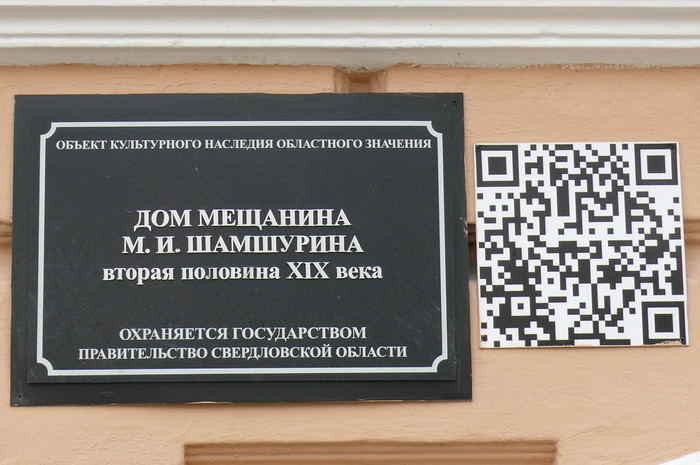 ОБЪЕКТ КУЛЬТУРНОГО НАСЛЕДИЯ ОБЛАСТНОГО ЗНАЧЕНИЯ
ДОМ МЕЩАНИНА
М. И. ШАМШУРИНА
вторая половина XIX века
ОХРАНЯЕТСЯ ГОСУДАРСТВОМ
ПРАВИТЕЛЬСТВО СВЕРДЛОВСКОЙ ОБЛАСТИ